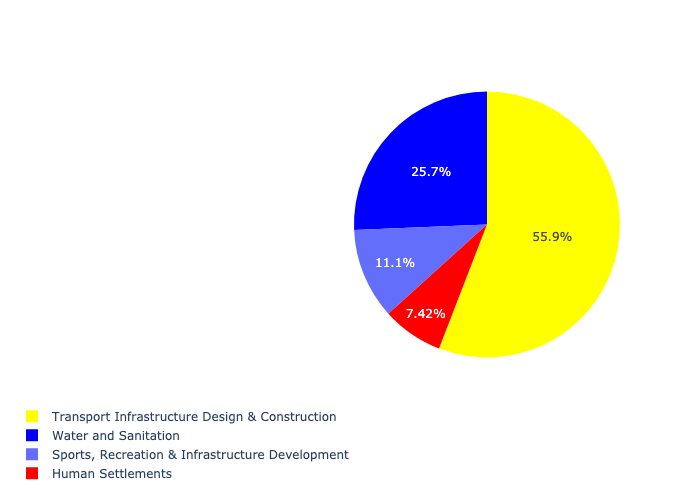 25.7%
55.9%
11.1%
7.42%
Transport Infrastructure Design & Construction
Water and Sanitation
Sports, Recreation & Infrastructure Development
Human Settlements